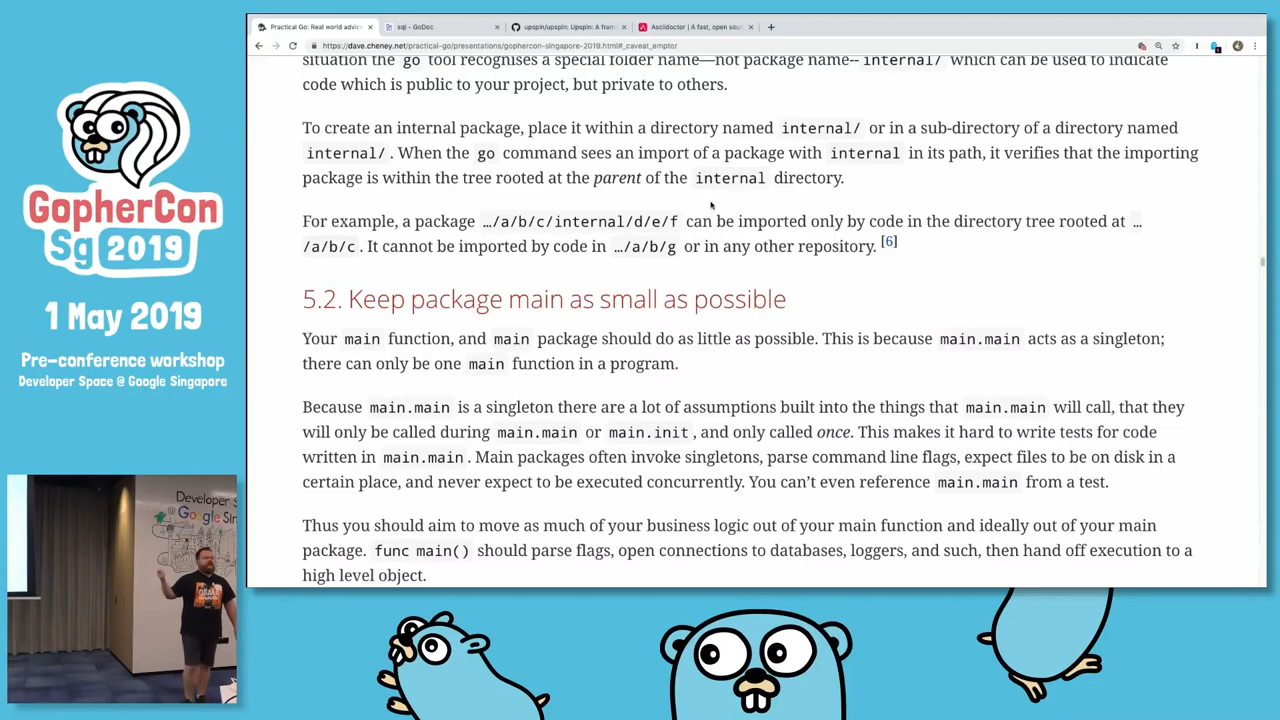 Practical Go: Real world advic
sql - GoDoc
upspin/upspin: Upspin: A fram
Asciidoctor | A fast, open sou
https://dave.cheney.net/practical-go/presentations/gophercon-singapore-2019.html#_caveat_emptor
situation the go tool recognises a special folder name—not package name-- internal/ which can be used to indicate
code which is public to your project, but private to others.
To create an internal package, place it within a directory named internal/ or in a sub-directory of a directory named
internal/. When the go command sees an import of a package with internal in its path, it verifies that the importing
package is within the tree rooted at the parent of the internal directory.
For example, a package …/a/b/c/internal/d/e/f can be imported only by code in the directory tree rooted at …
/a/b/c. It cannot be imported by code in …/a/b/g or in any other repository. [6]
5.2. Keep package main as small as possible
Your main function, and main package should do as little as possible. This is because main.main acts as a singleton;
there can only be one main function in a program.
Because main.main is a singleton there are a lot of assumptions built into the things that main.main will call, that they
will only be called during main.main or main.init, and only called once. This makes it hard to write tests for code
written in main.main. Main packages often invoke singletons, parse command line flags, expect files to be on disk in a
certain place, and never expect to be executed concurrently. You can’t even reference main.main from a test.
Thus you should aim to move as much of your business logic out of your main function and ideally out of your main
package. func main() should parse flags, open connections to databases, loggers, and such, then hand off execution to a
high level object.
GopherCon
Sg 2019
1 May 2019
Pre-conference workshop
Developer Space @ Google Singapore
Developer S
@ Google Sin